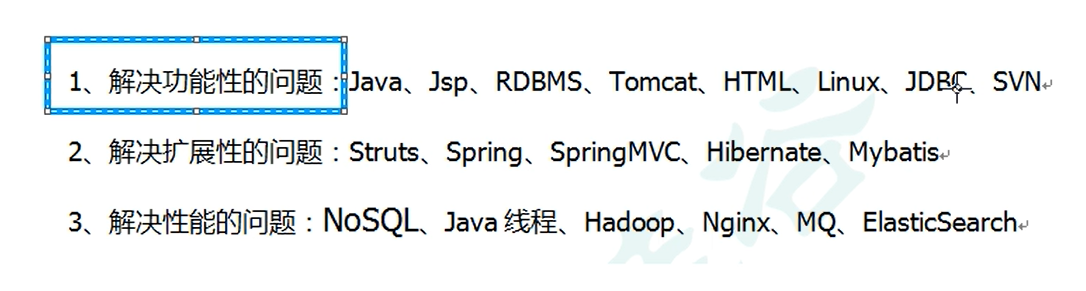 1、解决功能性的问题：Java、Jsp、RDBMS、Tomcat、HTML、Linux、JDBC、SVN
2、解决扩展性的问题：Struts、Spring、SpringMVC、Hibernate、Mybatis
3、解决性能的问题：NoSQL、Java 线程、Hadoop、Nginx、MQ、ElasticSearch